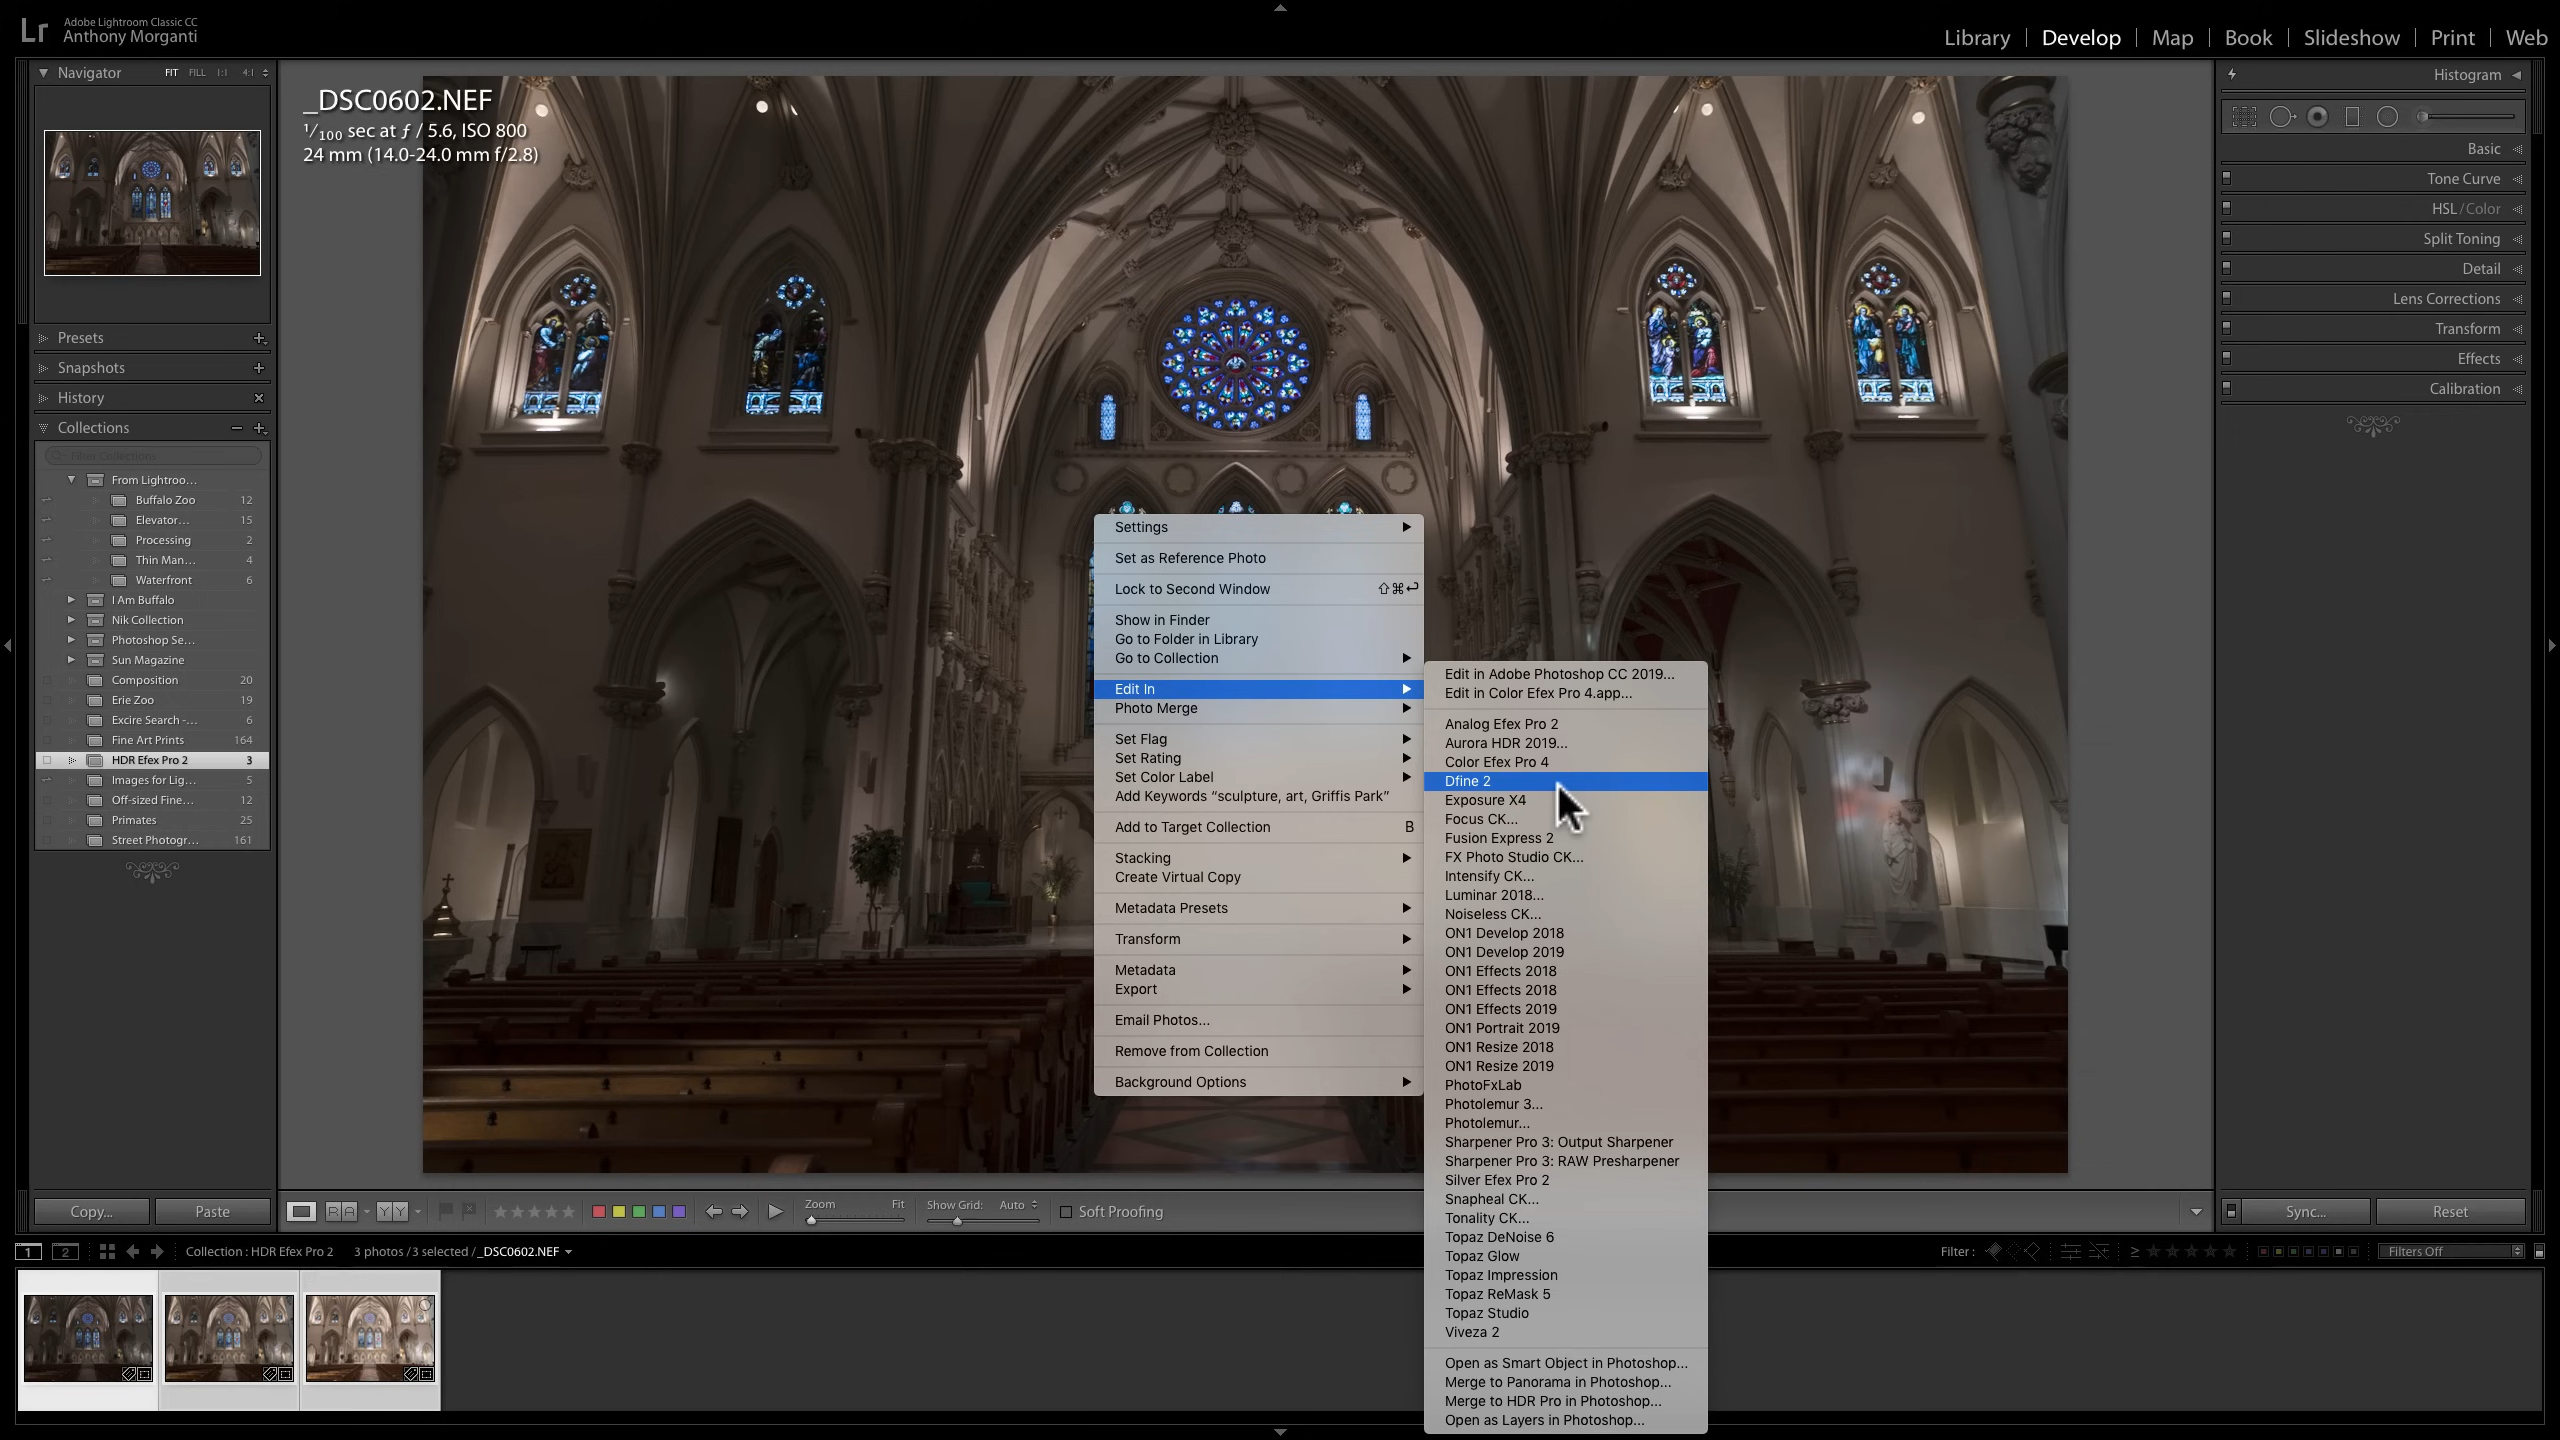 Lr
Adobe Lightroom Classic CC
Anthony Morganti
Library | Develop | Map | Book | Slideshow | Print | Web
Navigator FIT FILL 1:1 4:1
Presets
Snapshots
History
Collections
Filter Collections
From Lightroo...
Buffalo Zoo 12
Elevator... 15
Processing 2
Thin Man... 4
Waterfront 6
I Am Buffalo
Nik Collection
Photoshop Se...
Sun Magazine
Composition 20
Erie Zoo 19
Excire Search -... 6
Fine Art Prints 164
HDR Efex Pro 2 3
Images for Lig... 5
Off-sized Fine... 12
Primates 25
Street Photogr... 161
Copy... Paste
_DSC0602.NEF
1/100 sec at ƒ / 5.6, ISO 800
24 mm (14.0-24.0 mm f/2.8)
Settings
Set as Reference Photo
Lock to Second Window ⇧⌘↩
Show in Finder
Go to Folder in Library
Go to Collection
Edit In
Photo Merge
Set Flag
Set Rating
Set Color Label
Add Keywords “sculpture, art, Griffis Park”
Add to Target Collection B
Stacking
Create Virtual Copy
Metadata Presets
Transform
Metadata
Export
Email Photos...
Remove from Collection
Background Options
Edit in Adobe Photoshop CC 2019...
Edit in Color Efex Pro 4.app...
Analog Efex Pro 2
Aurora HDR 2019...
Color Efex Pro 4
Dfine 2
Exposure X4
Focus CK...
Fusion Express 2
FX Photo Studio CK...
Intensify CK...
Luminar 2018...
Noiseless CK...
ON1 Develop 2018
ON1 Develop 2019
ON1 Effects 2018
ON1 Effects 2018
ON1 Effects 2019
ON1 Portrait 2019
ON1 Resize 2018
ON1 Resize 2019
PhotoFxLab
Photolemur 3...
Photolemur...
Sharpener Pro 3: Output Sharpener
Sharpener Pro 3: RAW Presharpener
Silver Efex Pro 2
Snapheal CK...
Tonality CK...
Topaz DeNoise 6
Topaz Glow
Topaz Impression
Topaz ReMask 5
Topaz Studio
Viveza 2
Open as Smart Object in Photoshop...
Merge to Panorama in Photoshop...
Merge to HDR Pro in Photoshop...
Open as Layers in Photoshop...
Histogram
Basic
Tone Curve
HSL / Color
Split Toning
Detail
Lens Corrections
Transform
Effects
Calibration
Sync... Reset
R A Y Y Zoom Fit Show Grid: Auto Soft Proofing
1 2 Collection : HDR Efex Pro 2 3 photos / 3 selected / _DSC0602.NEF
Filter : ≥ Filters Off